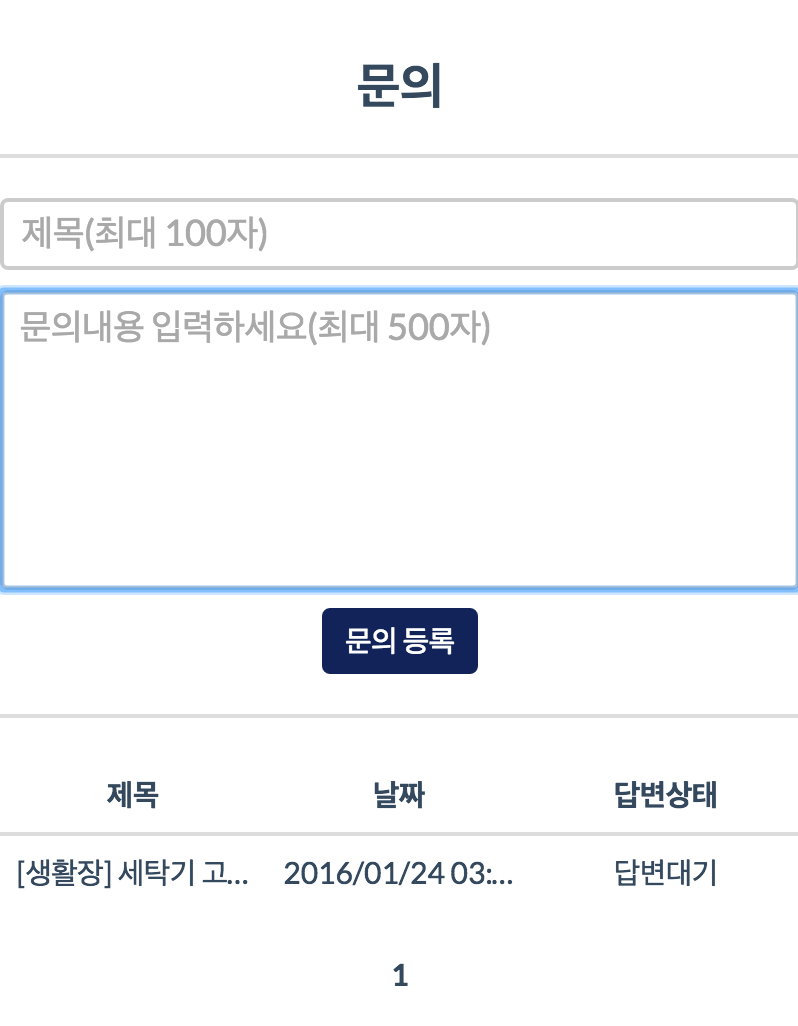 문의
제목(최대 100자)
문의내용 입력하세요(최대 500자)
문의 등록
제목 날짜 답변상태
[생활장] 세탁기 고... 2016/01/24 03:... 답변대기
1